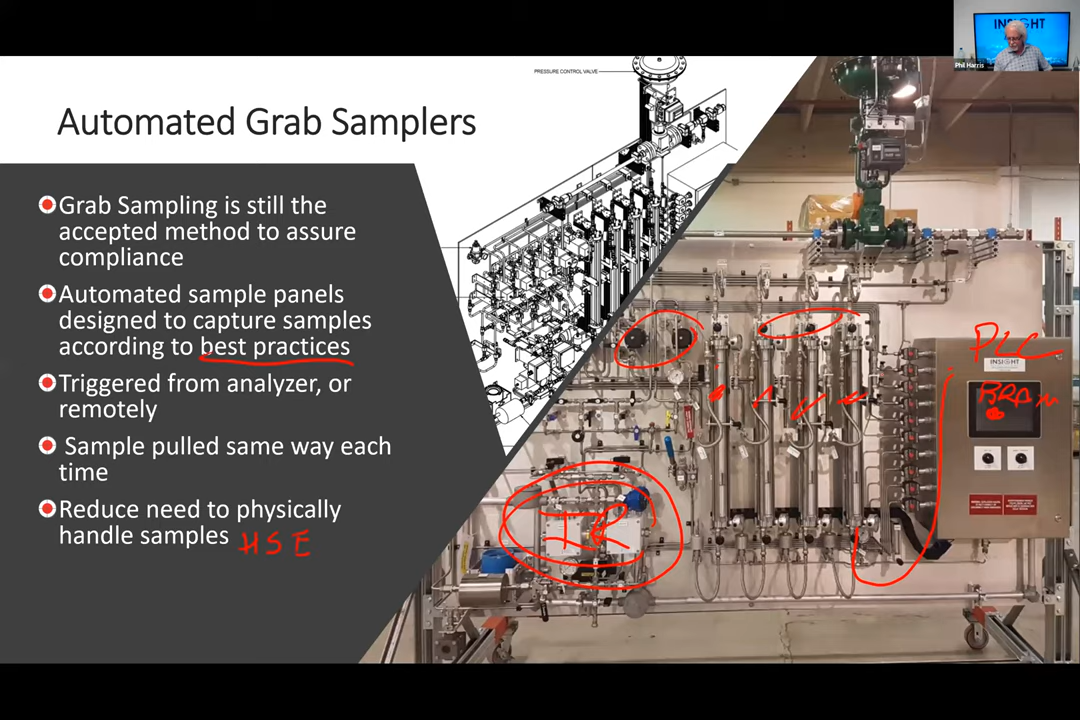 INSIGHT
Phil Harris
PRESSURE CONTROL VALVE
Automated Grab Samplers
Grab Sampling is still the
accepted method to assure
compliance
Automated sample panels
designed to capture samples
according to best practices
Triggered from analyzer, or
remotely
Sample pulled same way each
time
Reduce need to physically
handle samples HSE
PLC
INSIGHT
IR